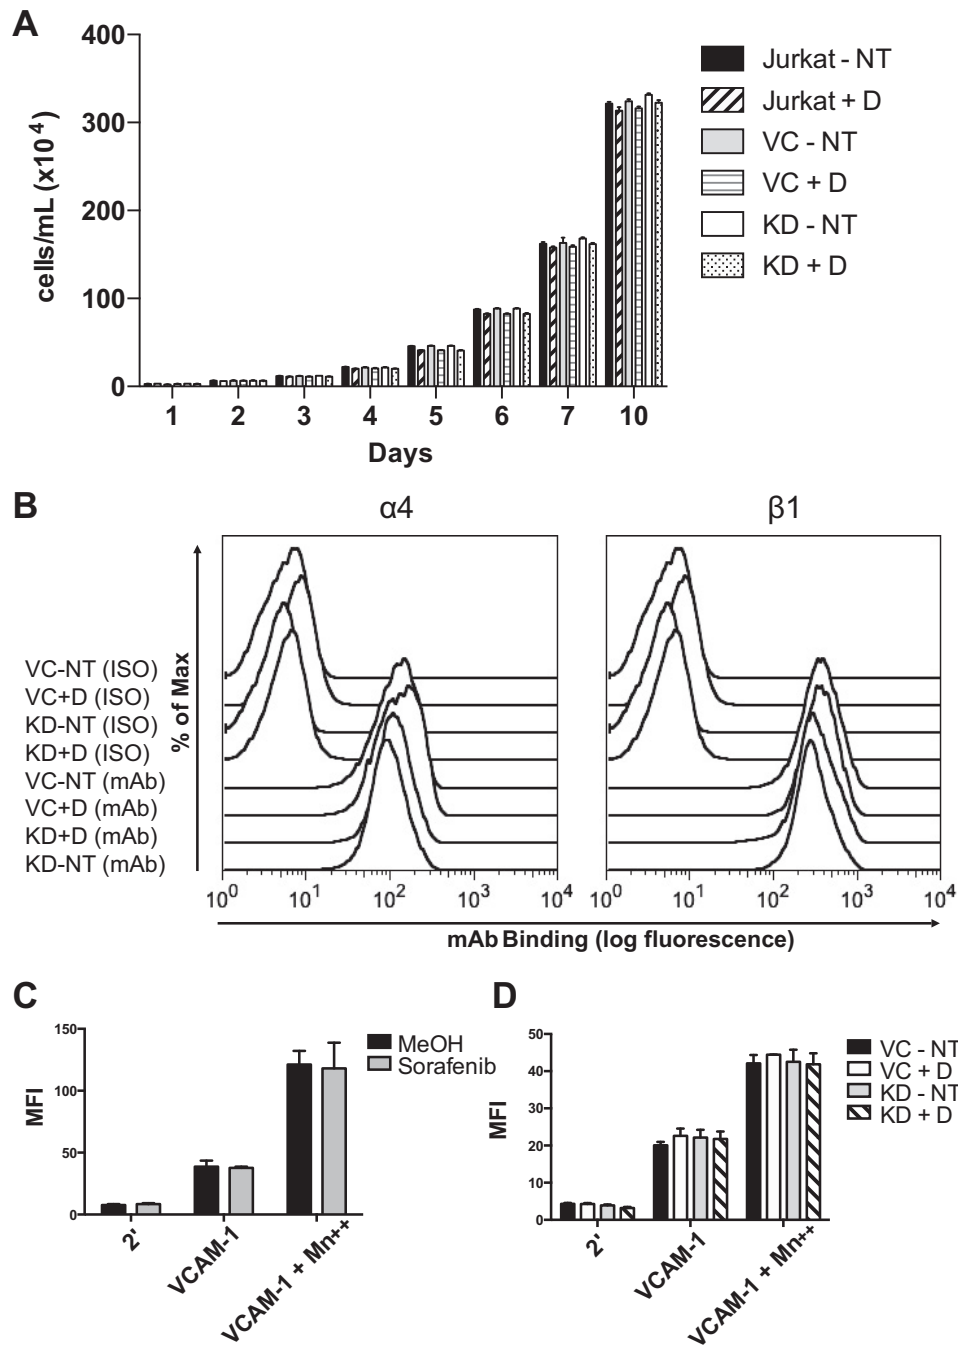 A
400
300
200
100
0
cells/mL (x10⁴)
1 2 3 4 5 6 7 10
Days
Jurkat - NT
Jurkat + D
VC - NT
VC + D
KD - NT
KD + D
B
α4 β1
% of Max
VC-NT (ISO)
VC+D (ISO)
KD-NT (ISO)
KD+D (ISO)
VC-NT (mAb)
VC+D (mAb)
KD+D (mAb)
KD-NT (mAb)
10⁰ 10¹ 10² 10³ 10⁴ 10⁰ 10¹ 10² 10³ 10⁴
mAb Binding (log fluorescence)
C
MFI
150
100
50
0
2' VCAM-1 VCAM-1 + Mn++
MeOH
Sorafenib
D
MFI
50
40
30
20
10
0
2' VCAM-1 VCAM-1 + Mn++
VC - NT
VC + D
KD - NT
KD + D